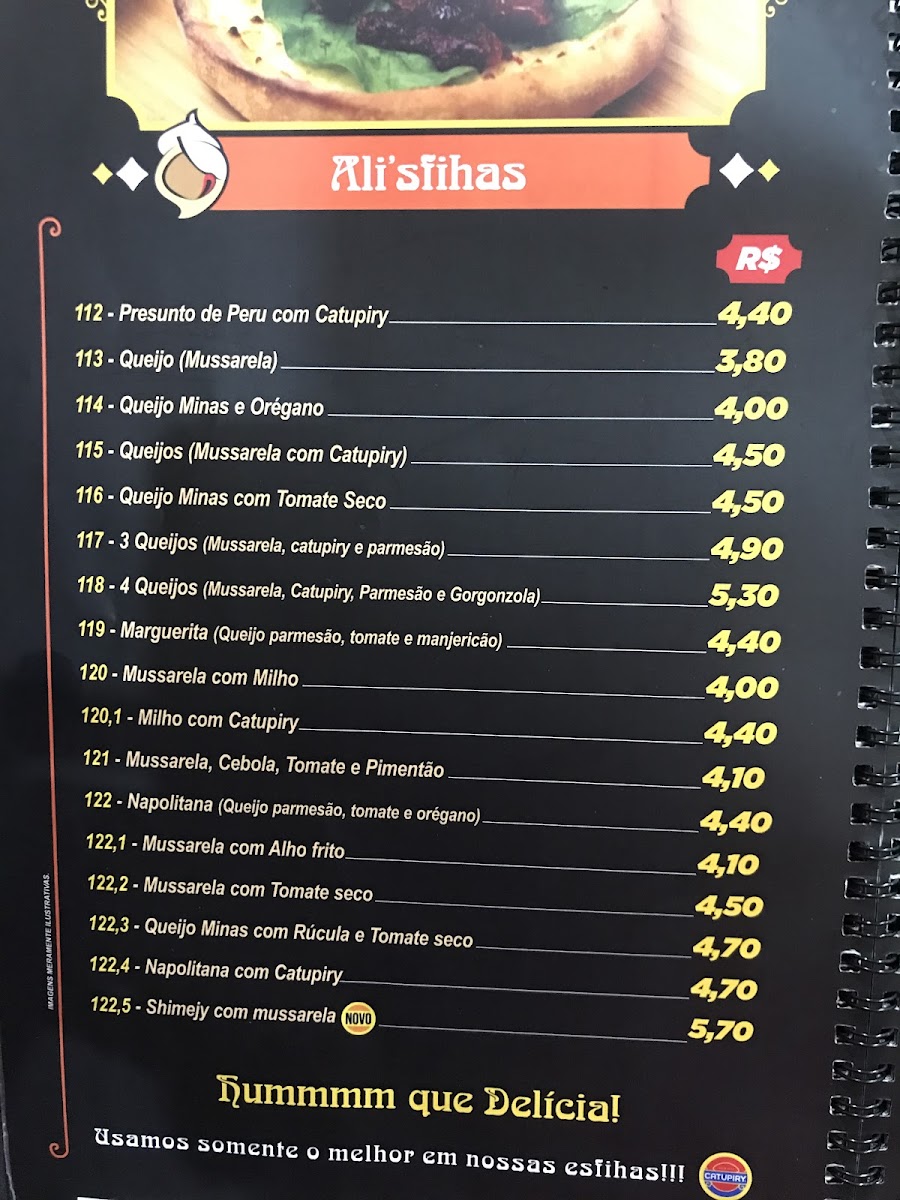 Ali'sfihas
R$
112 - Presunto de Peru com Catupiry 4,40
113 - Queijo (Mussarela) 3,80
114 - Queijo Minas e Orégano 4,00
115 - Queijos (Mussarela com Catupiry) 4,50
116 - Queijo Minas com Tomate Seco 4,50
117 - 3 Queijos (Mussarela, catupiry e parmesão) 4,90
118 - 4 Queijos (Mussarela, Catupiry, Parmesão e Gorgonzola) 5,30
119 - Marguerita (Queijo parmesão, tomate e manjericão) 4,40
120 - Mussarela com Milho 4,00
120,1 - Milho com Catupiry 4,40
121 - Mussarela, Cebola, Tomate e Pimentão 4,10
122 - Napolitana (Queijo parmesão, tomate e orégano) 4,40
122,1 - Mussarela com Alho frito 4,10
122,2 - Mussarela com Tomate seco 4,50
122,3 - Queijo Minas com Rúcula e Tomate seco 4,70
122,4 - Napolitana com Catupiry 4,70
122,5 - Shimejy com mussarela NOVO 5,70
IMAGENS MERAMENTE ILUSTRATIVAS.
Hummmm que Delícia!
Usamos somente o melhor em nossas esfihas!!!
CATUPIRY